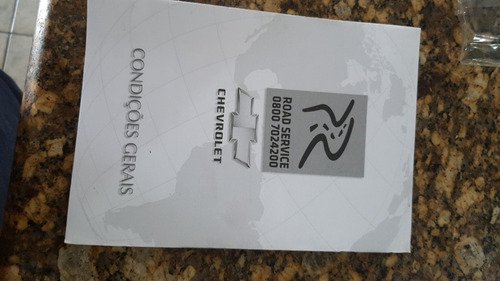 ROAD SERVICE
0800 7024200
CHEVROLET
CONDIÇÕES GERAIS